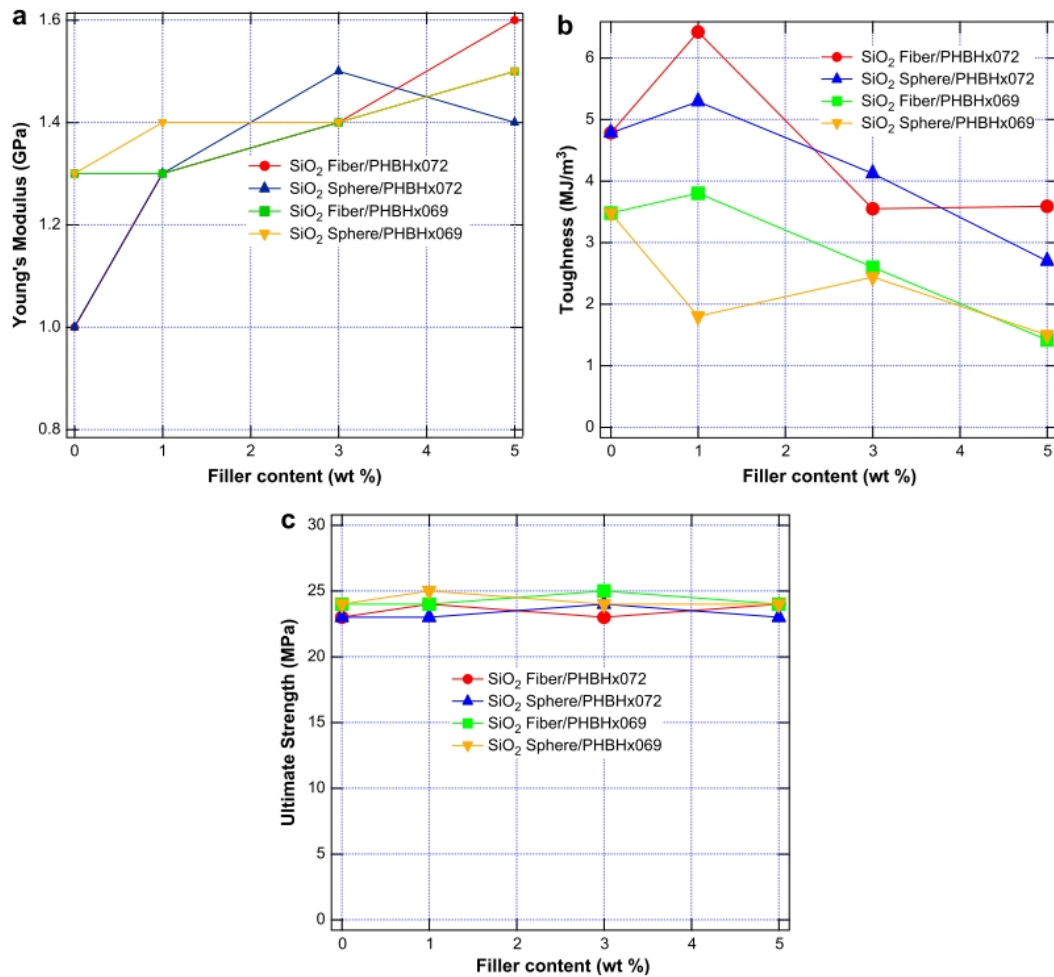 a
Young's Modulus (GPa)
1.6
1.4
1.2
1.0
0.8
SiO₂ Fiber/PHBHx072
SiO₂ Sphere/PHBHx072
SiO₂ Fiber/PHBHx069
SiO₂ Sphere/PHBHx069
0 1 2 3 4 5
Filler content (wt %)
b
Toughness (MJ/m³)
6
5
4
3
2
1
0
SiO₂ Fiber/PHBHx072
SiO₂ Sphere/PHBHx072
SiO₂ Fiber/PHBHx069
SiO₂ Sphere/PHBHx069
0 1 2 3 4 5
Filler content (wt %)
c
Ultimate Strength (MPa)
30
25
20
15
10
5
0
SiO₂ Fiber/PHBHx072
SiO₂ Sphere/PHBHx072
SiO₂ Fiber/PHBHx069
SiO₂ Sphere/PHBHx069
0 1 2 3 4 5
Filler content (wt %)